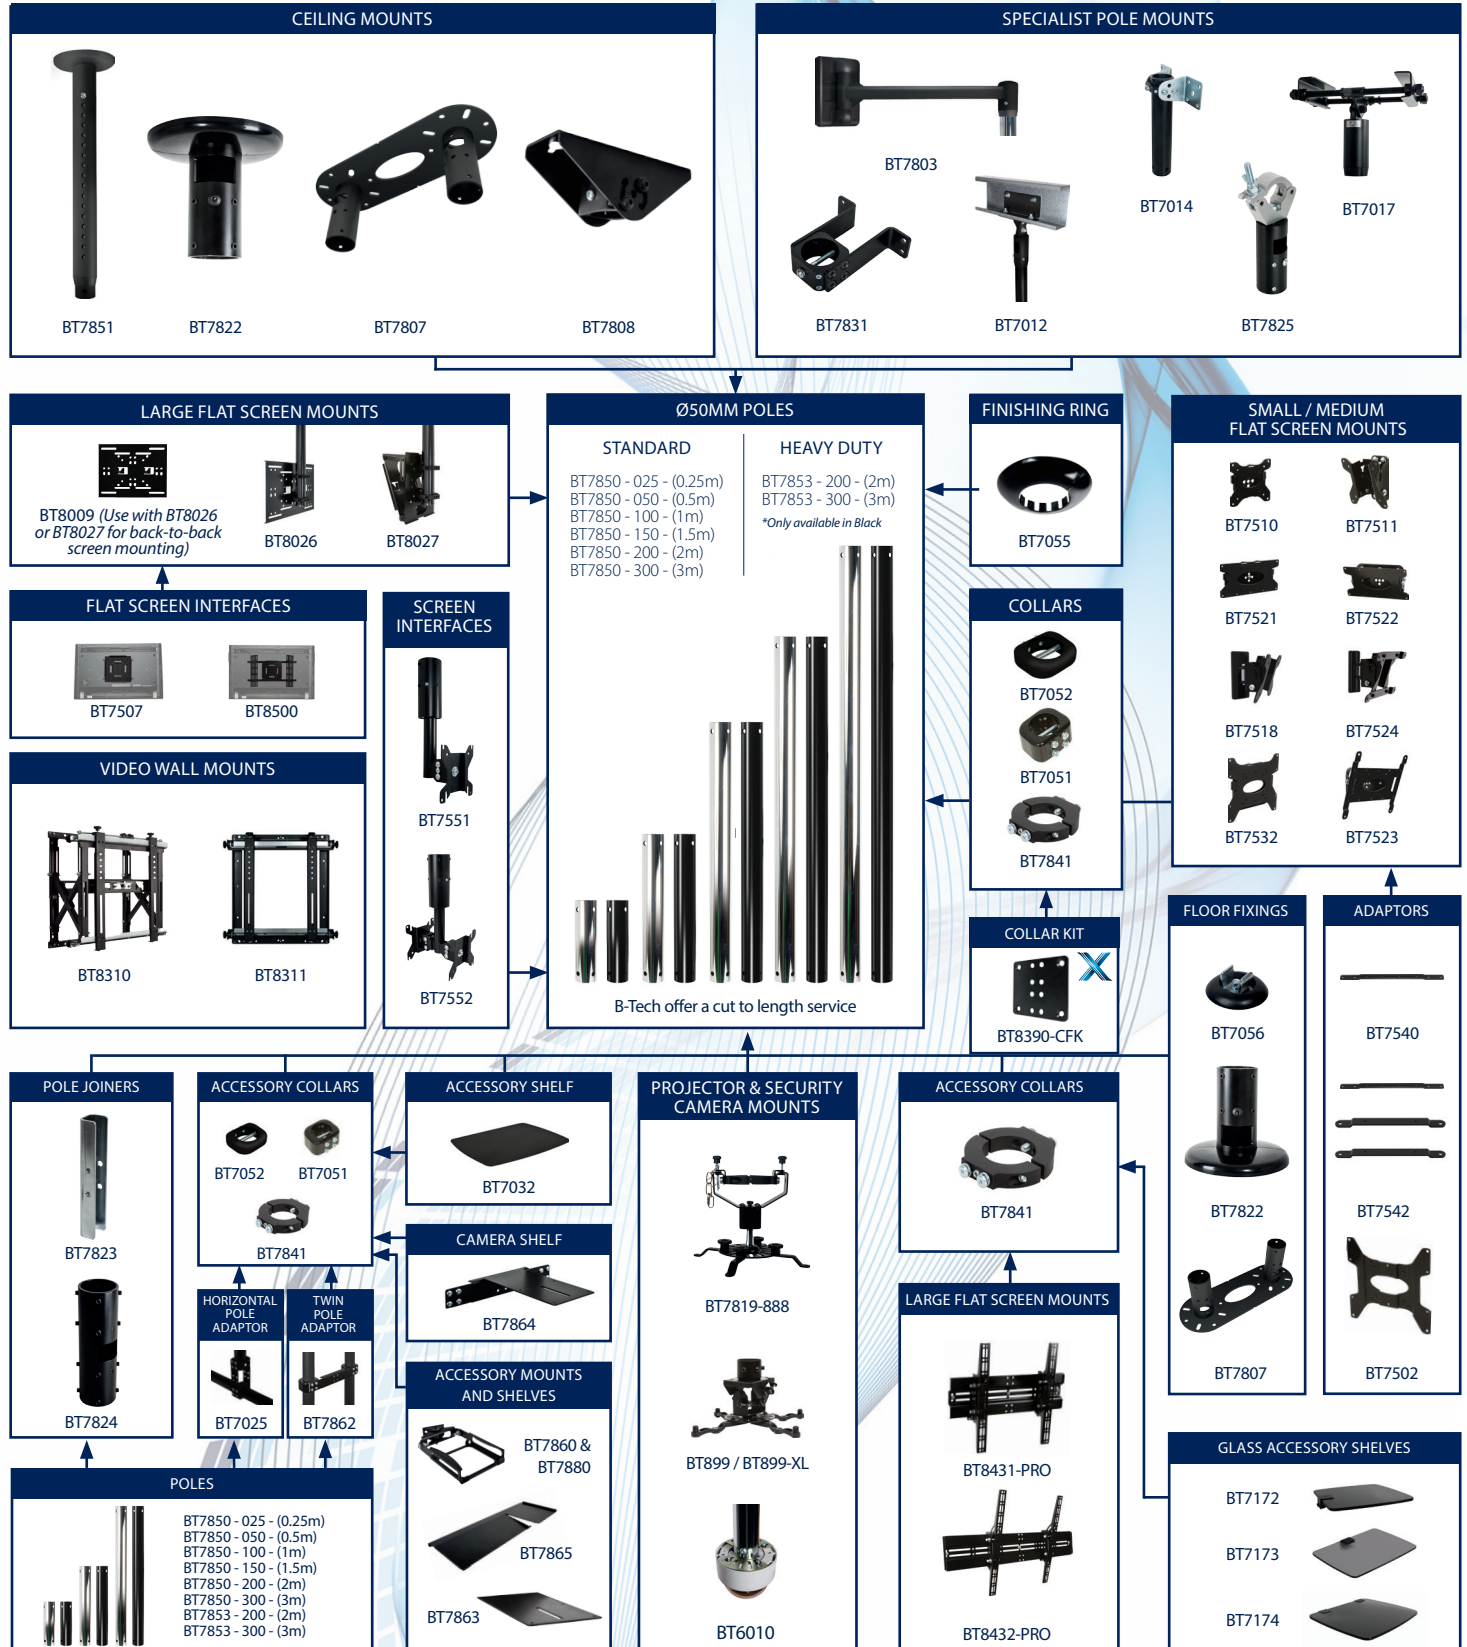 CEILING MOUNTS
BT7851
BT7822
BT7807
BT7808
SPECIALIST POLE MOUNTS
BT7803
BT7014
BT7017
BT7831
BT7012
BT7825
LARGE FLAT SCREEN MOUNTS
BT8009 (Use with BT8026
or BT8027 for back-to-back
screen mounting)
BT8026
BT8027
FLAT SCREEN INTERFACES
BT7507
BT8500
VIDEO WALL MOUNTS
BT8310
BT8311
SCREEN
INTERFACES
BT7551
BT7552
Ø50MM POLES
STANDARD
BT7850 - 025 - (0.25m)
BT7850 - 050 - (0.5m)
BT7850 - 100 - (1m)
BT7850 - 150 - (1.5m)
BT7850 - 200 - (2m)
BT7850 - 300 - (3m)
HEAVY DUTY
BT7853 - 200 - (2m)
BT7853 - 300 - (3m)
*Only available in Black
B-Tech offer a cut to length service
FINISHING RING
BT7055
COLLARS
BT7052
BT7051
BT7841
COLLAR KIT
X
BT8390-CFK
SMALL / MEDIUM
FLAT SCREEN MOUNTS
BT7510
BT7511
BT7521
BT7522
BT7518
BT7524
BT7532
BT7523
FLOOR FIXINGS
BT7056
BT7822
BT7807
ADAPTORS
BT7540
BT7542
BT7502
POLE JOINERS
BT7823
BT7824
ACCESSORY COLLARS
BT7052
BT7051
BT7841
HORIZONTAL
POLE
ADAPTOR
BT7025
TWIN
POLE
ADAPTOR
BT7862
POLES
BT7850 - 025 - (0.25m)
BT7850 - 050 - (0.5m)
BT7850 - 100 - (1m)
BT7850 - 150 - (1.5m)
BT7850 - 200 - (2m)
BT7850 - 300 - (3m)
BT7853 - 200 - (2m)
BT7853 - 300 - (3m)
ACCESSORY SHELF
BT7032
CAMERA SHELF
BT7864
ACCESSORY MOUNTS
AND SHELVES
BT7860 &
BT7880
BT7865
BT7863
PROJECTOR & SECURITY
CAMERA MOUNTS
BT7819-888
BT899 / BT899-XL
BT6010
ACCESSORY COLLARS
BT7841
LARGE FLAT SCREEN MOUNTS
BT8431-PRO
BT8432-PRO
GLASS ACCESSORY SHELVES
BT7172
BT7173
BT7174